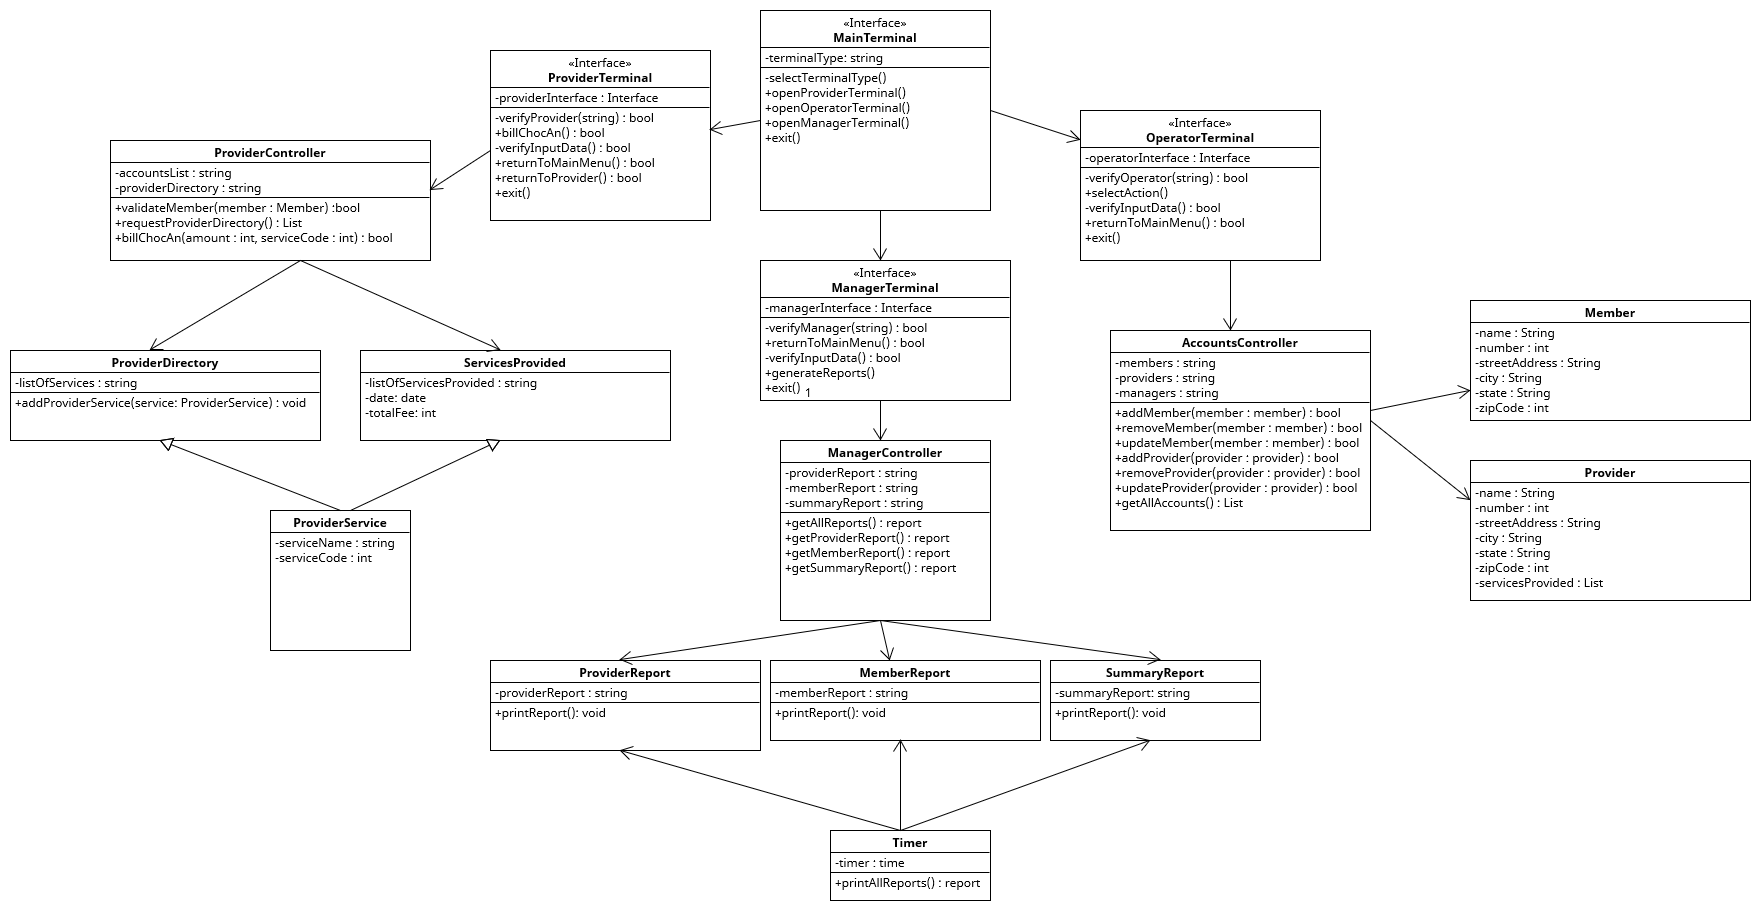 «Interface»
MainTerminal
-terminalType: string
-selectTerminalType()
+openProviderTerminal()
+openOperatorTerminal()
+openManagerTerminal()
+exit()
«Interface»
ProviderTerminal
-providerInterface : Interface
-verifyProvider(string) : bool
+billChocAn() : bool
-verifyInputData() : bool
+returnToMainMenu() : bool
+returnToProvider() : bool
+exit()
«Interface»
OperatorTerminal
-operatorInterface : Interface
-verifyOperator(string) : bool
+selectAction()
-verifyInputData() : bool
+returnToMainMenu() : bool
+exit()
ProviderController
-accountsList : string
-providerDirectory : string
+validateMember(member : Member) :bool
+requestProviderDirectory() : List
+billChocAn(amount : int, serviceCode : int) : bool
«Interface»
ManagerTerminal
-managerInterface : Interface
-verifyManager(string) : bool
+returnToMainMenu() : bool
-verifyInputData() : bool
+generateReports()
+exit()
1
ProviderDirectory
-listOfServices : string
+addProviderService(service: ProviderService) : void
ServicesProvided
-listOfServicesProvided : string
-date: date
-totalFee: int
AccountsController
-members : string
-providers : string
-managers : string
+addMember(member : member) : bool
+removeMember(member : member) : bool
+updateMember(member : member) : bool
+addProvider(provider : provider) : bool
+removeProvider(provider : provider) : bool
+updateProvider(provider : provider) : bool
+getAllAccounts() : List
Member
-name : String
-number : int
-streetAddress : String
-city : String
-state : String
-zipCode : int
Provider
-name : String
-number : int
-streetAddress : String
-city : String
-state : String
-zipCode : int
-servicesProvided : List
ManagerController
-providerReport : string
-memberReport : string
-summaryReport : string
+getAllReports() : report
+getProviderReport() : report
+getMemberReport() : report
+getSummaryReport() : report
ProviderService
-serviceName : string
-serviceCode : int
ProviderReport
-providerReport : string
+printReport(): void
MemberReport
-memberReport : string
+printReport(): void
SummaryReport
-summaryReport: string
+printReport(): void
Timer
-timer : time
+printAllReports() : report